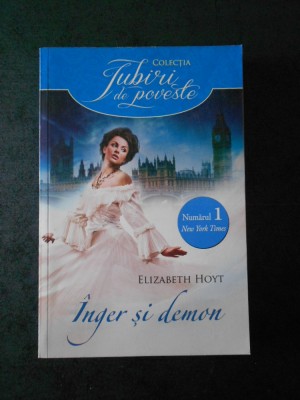 COLECȚIA
Iubiri
de poveste
Numărul 1
New York Times
ELIZABETH HOYT
Înger și demon